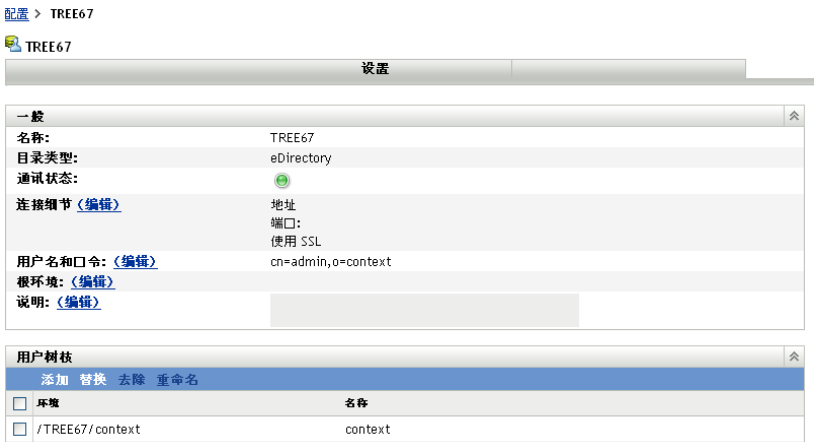 配置 > TREE67
TREE67
设置
一般
名称: TREE67
目录类型: eDirectory
通讯状态:
连接细节 (编辑) 地址
端口:
使用 SSL
用户名和口令: (编辑) cn=admin,o=context
根环境: (编辑)
说明: (编辑)
用户树枝
添加 替换 去除 重命名
环境 名称
/TREE67/context context